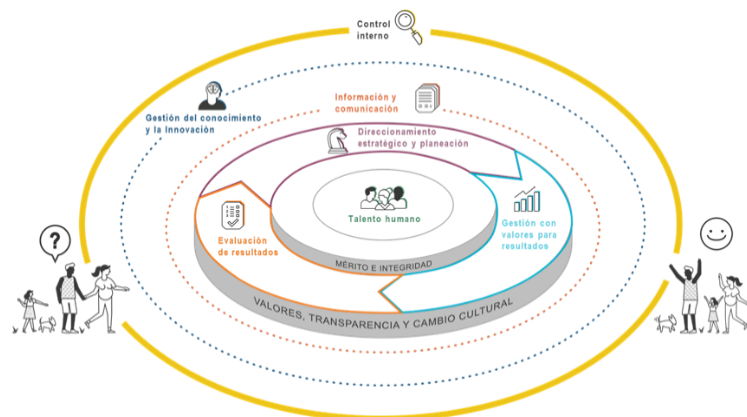 Control
interno
Gestión del conocimiento
y la Innovación
Información y
comunicación
Direccionamiento
estratégico y planeación
Talento humano
Gestión con
valores para
resultados
Evaluación
de resultados
MÉRITO E INTEGRIDAD
VALORES, TRANSPARENCIA Y CAMBIO CULTURAL
?